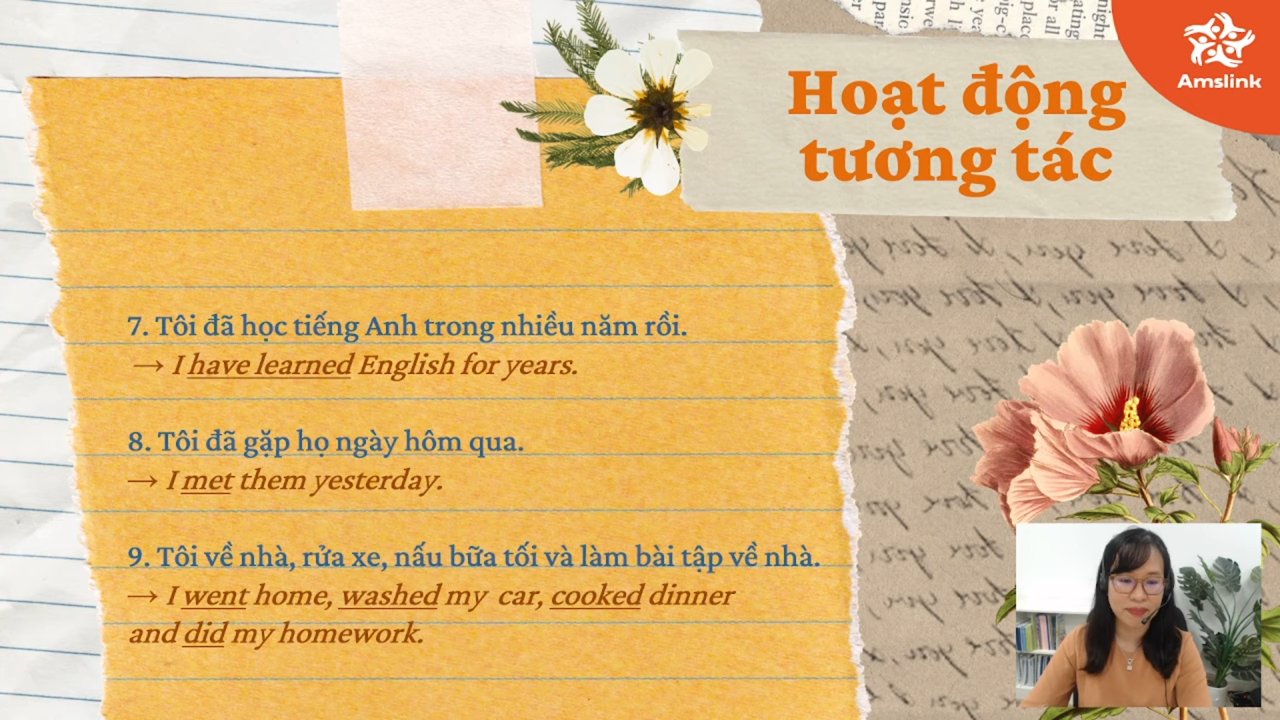 Hoạt động
tương tác
Amslink
7. Tôi đã học tiếng Anh trong nhiều năm rồi.
→ I have learned English for years.
8. Tôi đã gặp họ ngày hôm qua.
→ I met them yesterday.
9. Tôi về nhà, rửa xe, nấu bữa tối và làm bài tập về nhà.
→ I went home, washed my car, cooked dinner
and did my homework.